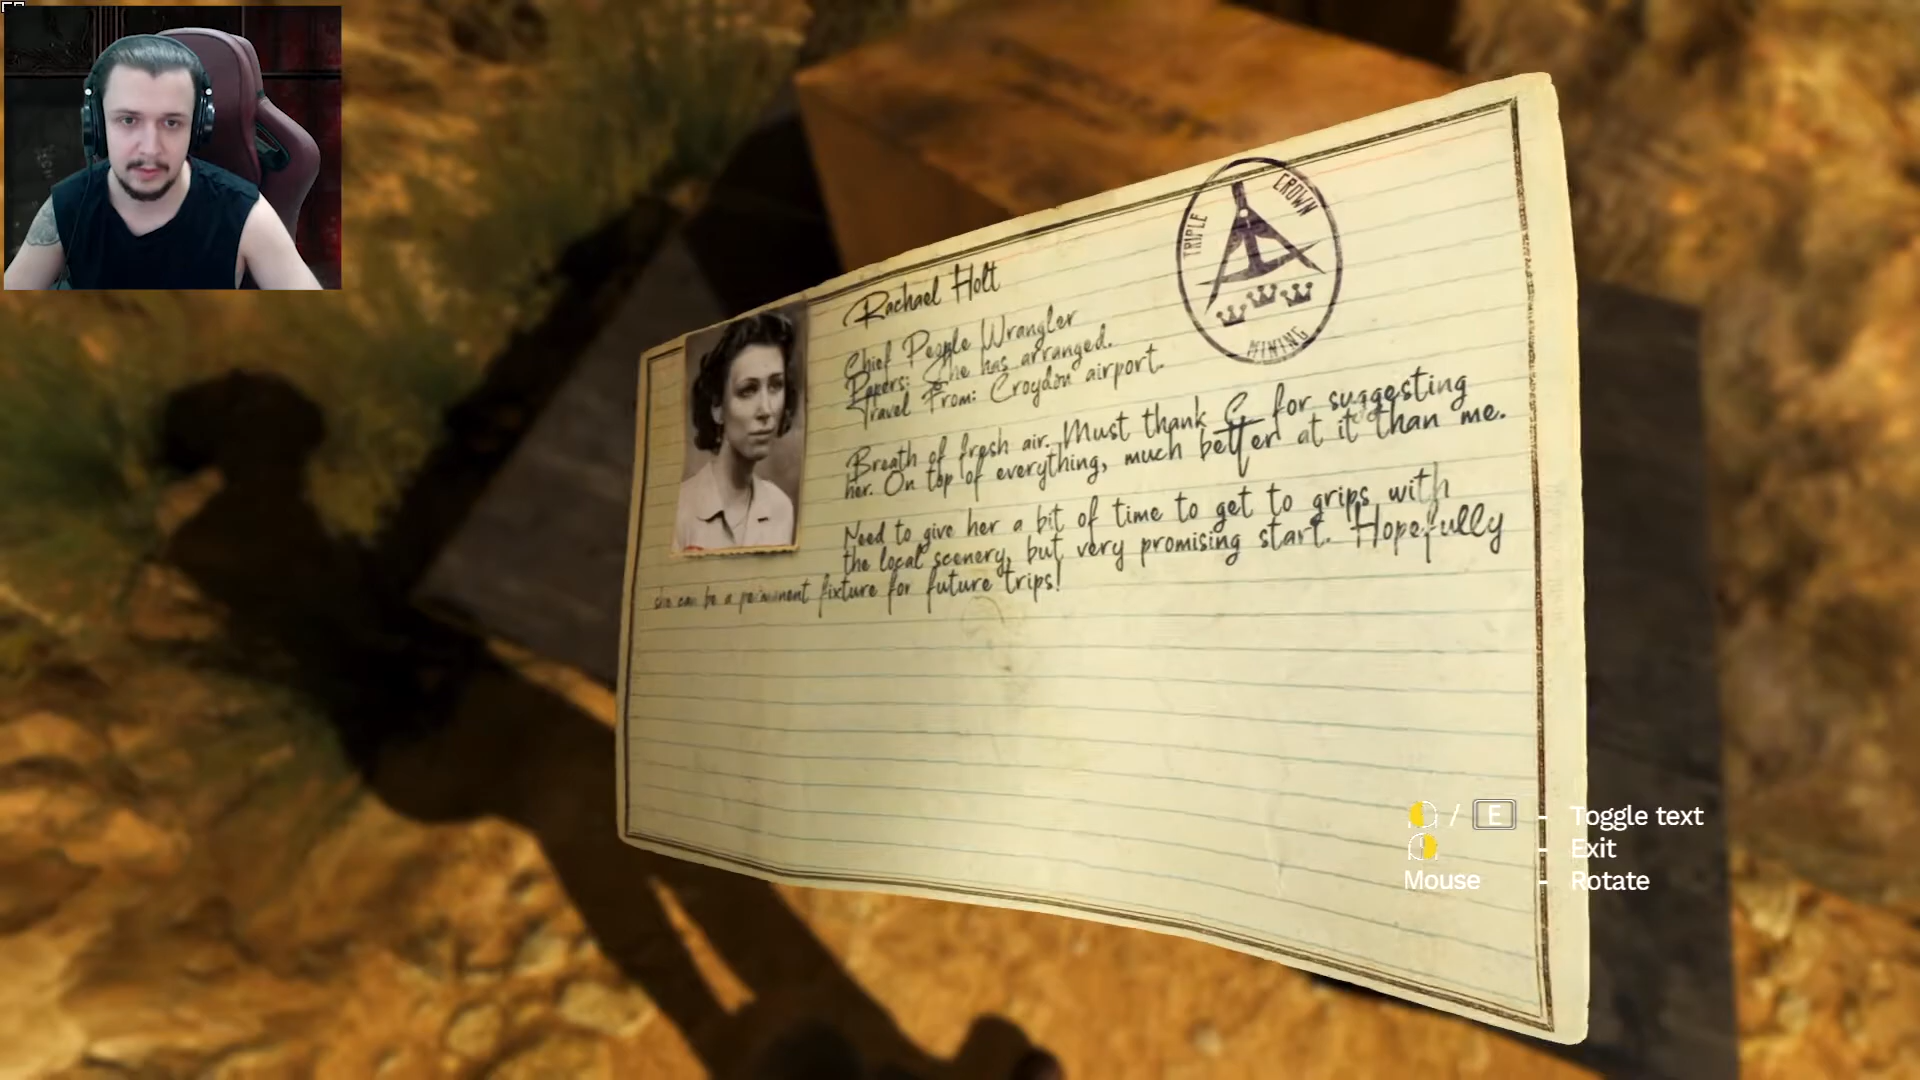 TRIPLE CROWN
MINING
Rachael Holt
Chief People Wrangler
Papers: She has arranged.
Travel From: Croydon airport.
Breath of fresh air. Must thank G for suggesting
her. On top of everything, much better at it than me.
Need to give her a bit of time to get to grips with
the local scenery, but very promising start. Hopefully
she can be a permanent fixture for future trips!
/ E - Toggle text
- Exit
Mouse - Rotate